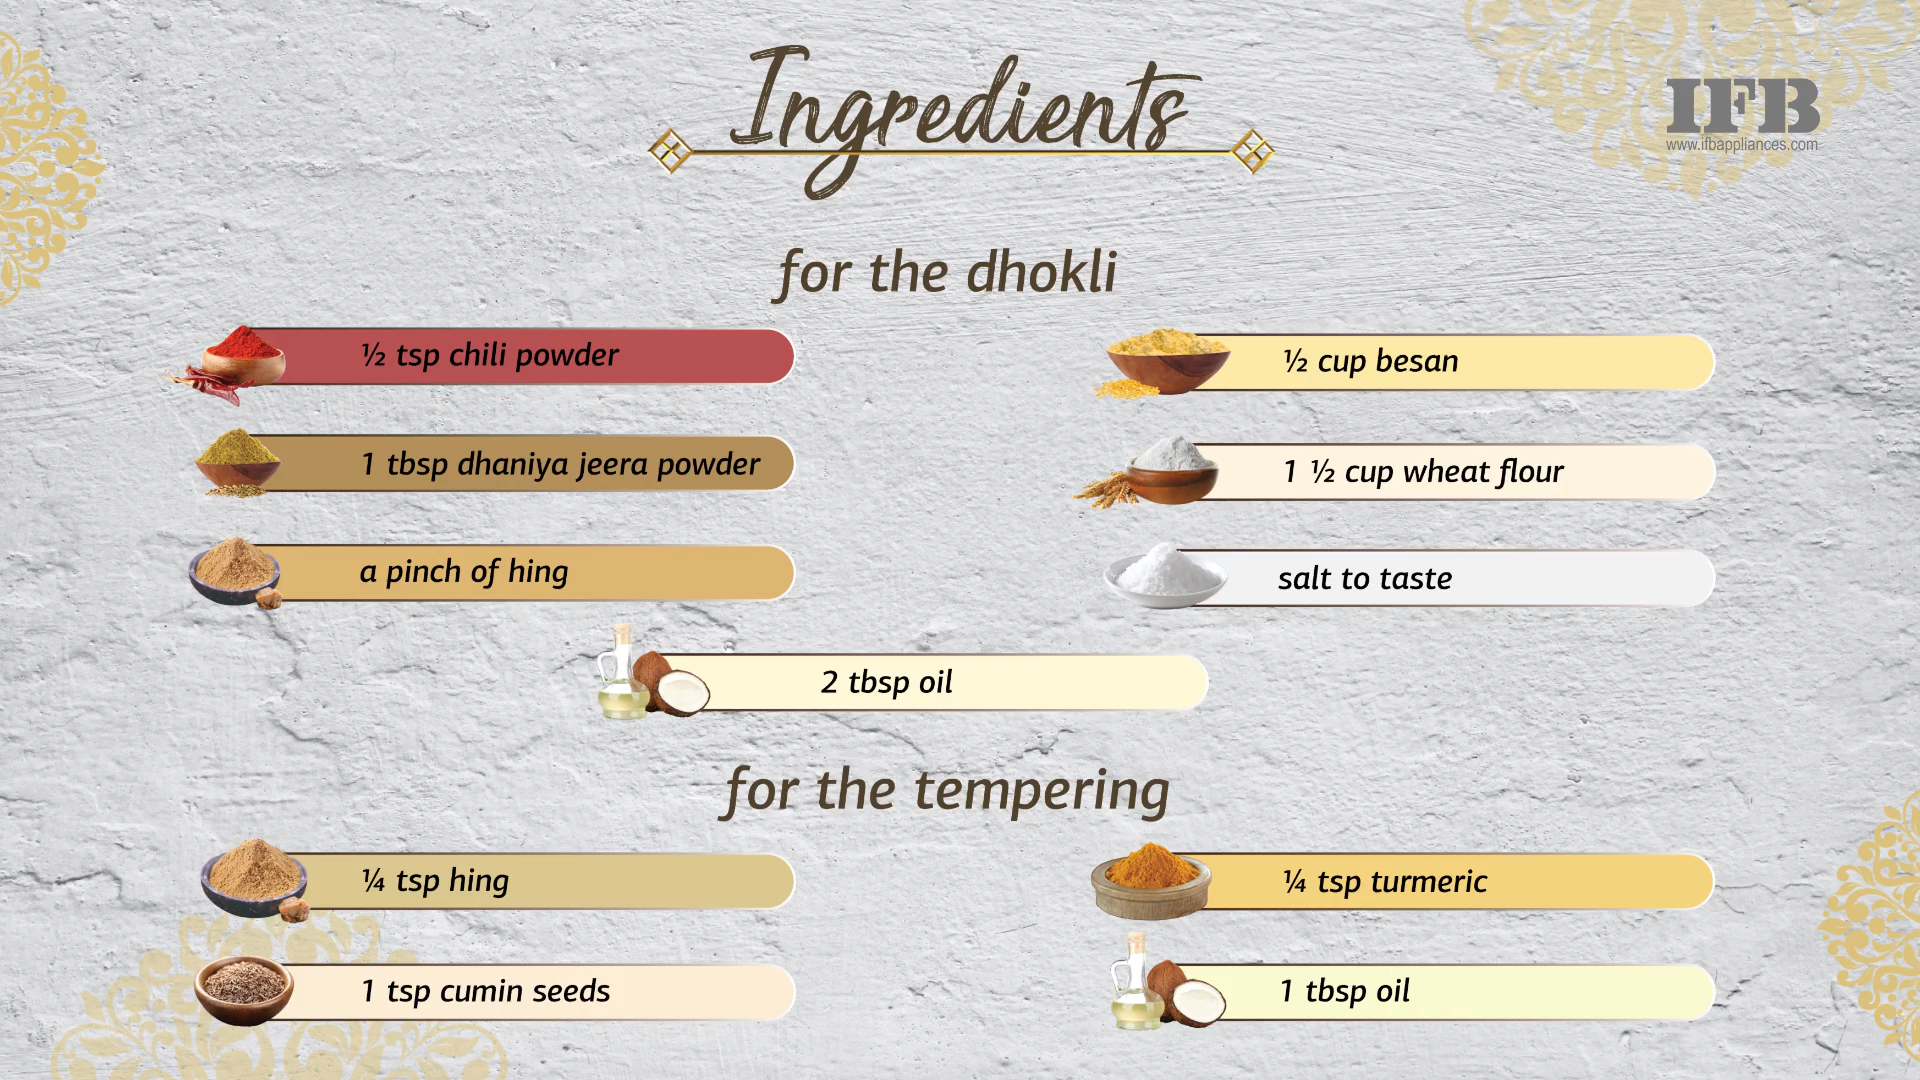 Ingredients
IFB
www.ifbappliances.com
for the dhokli
½ tsp chili powder
½ cup besan
1 tbsp dhaniya jeera powder
1 ½ cup wheat flour
a pinch of hing
salt to taste
2 tbsp oil
for the tempering
¼ tsp hing
¼ tsp turmeric
1 tsp cumin seeds
1 tbsp oil